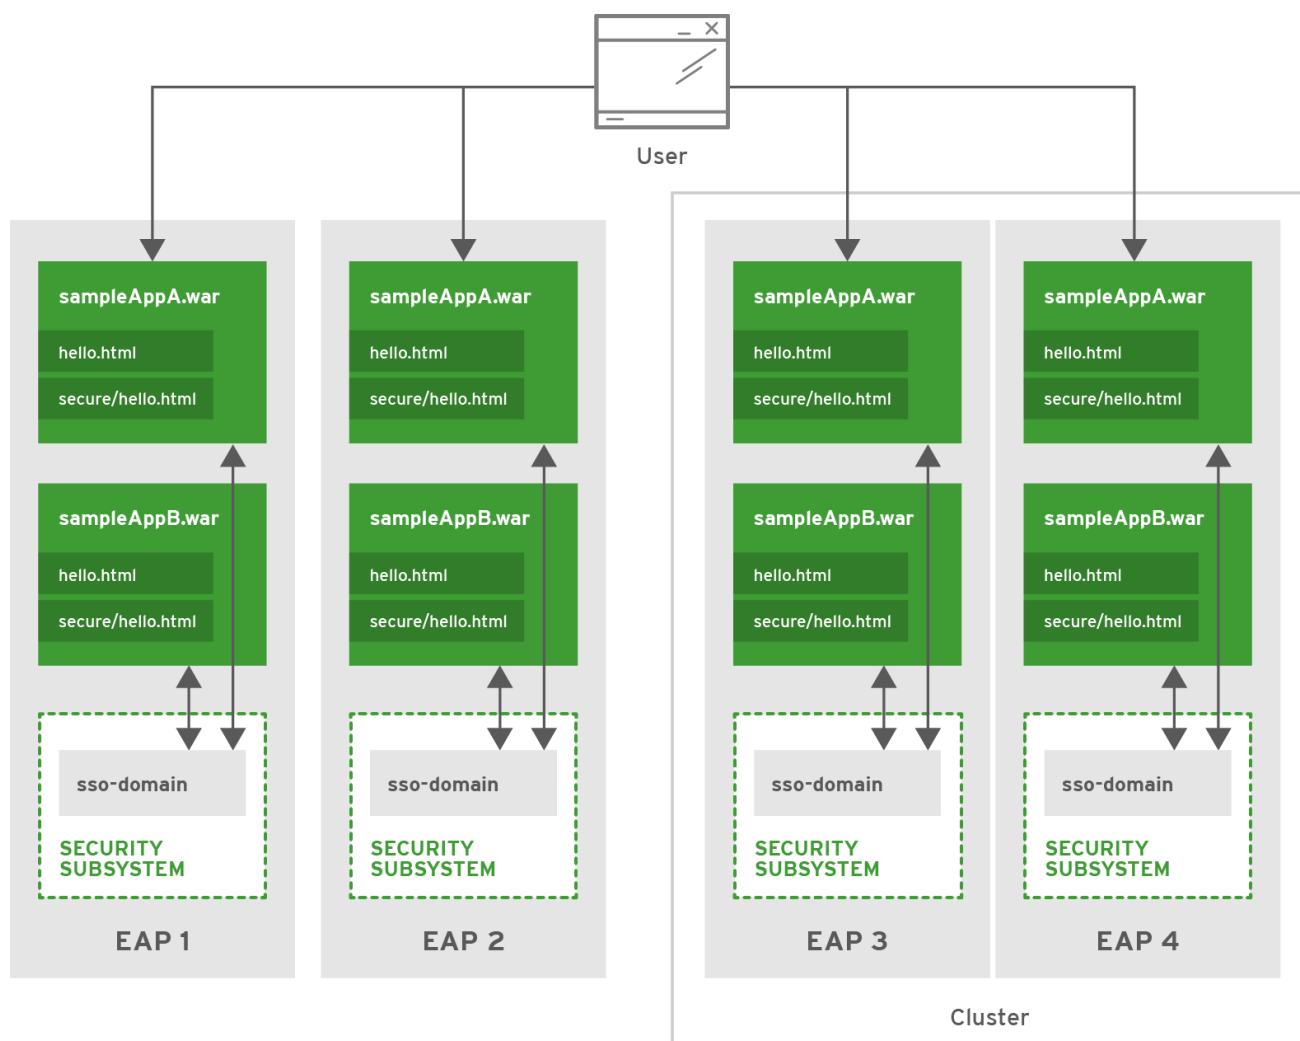 User
sampleAppA.war
hello.html
secure/hello.html
sampleAppB.war
hello.html
secure/hello.html
sso-domain
SECURITY
SUBSYSTEM
EAP 1
sampleAppA.war
hello.html
secure/hello.html
sampleAppB.war
hello.html
secure/hello.html
sso-domain
SECURITY
SUBSYSTEM
EAP 2
sampleAppA.war
hello.html
secure/hello.html
sampleAppB.war
hello.html
secure/hello.html
sso-domain
SECURITY
SUBSYSTEM
EAP 3
sampleAppA.war
hello.html
secure/hello.html
sampleAppB.war
hello.html
secure/hello.html
sso-domain
SECURITY
SUBSYSTEM
EAP 4
Cluster